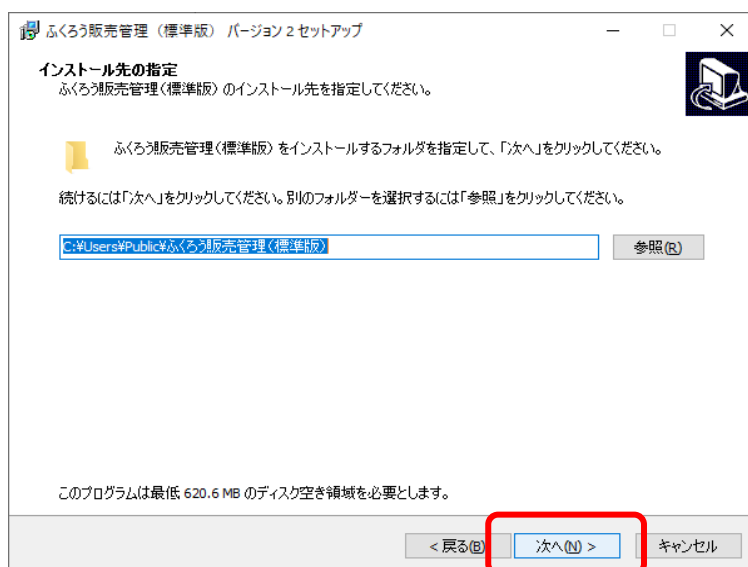 ふくろう販売管理（標準版） バージョン 2 セットアップ
インストール先の指定
ふくろう販売管理（標準版）のインストール先を指定してください。
ふくろう販売管理（標準版）をインストールするフォルダを指定して、「次へ」をクリックしてください。
続けるには「次へ」をクリックしてください。別のフォルダーを選択するには「参照」をクリックしてください。
C:¥Users¥Public¥ふくろう販売管理（標準版）
参照(R)
このプログラムは最低 620.6 MB のディスク空き領域を必要とします。
< 戻る(B)
次へ(N) >
キャンセル